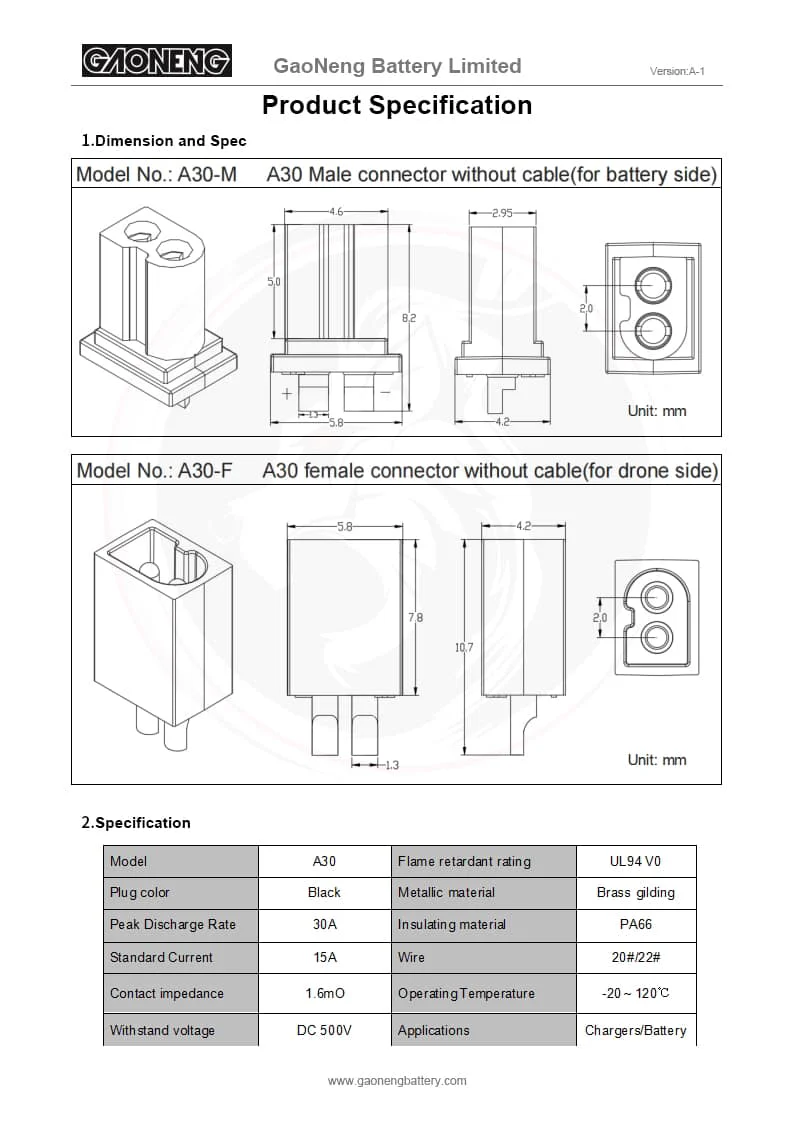 GAONENG GaoNeng Battery Limited Version:A-1
Product Specification
1.Dimension and Spec
Model No.: A30-M A30 Male connector without cable(for battery side)
4.6
2.95
5.0
8.2
2.0
+ −
1.3
5.8
4.2
Unit: mm
Model No.: A30-F A30 female connector without cable(for drone side)
5.8
4.2
7.8
10.7
2.0
1.3
Unit: mm
2.Specification
Model A30 Flame retardant rating UL94 V0
Plug color Black Metallic material Brass gilding
Peak Discharge Rate 30A Insulating material PA66
Standard Current 15A Wire 20#/22#
Contact impedance 1.6mO Operating Temperature -20～120℃
Withstand voltage DC 500V Applications Chargers/Battery
www.gaonengbattery.com